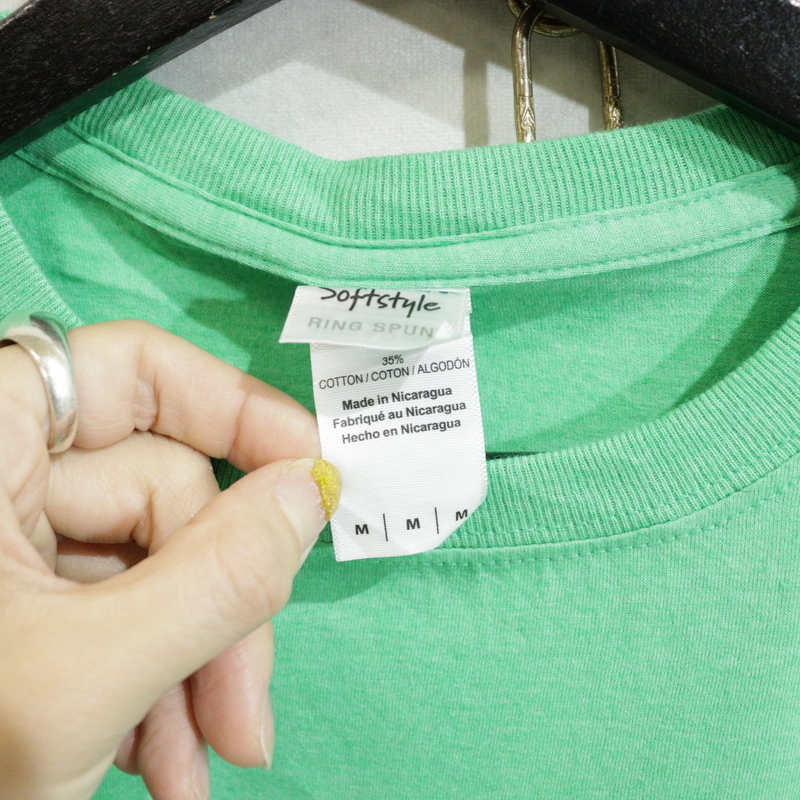 Softstyle
RING SPUN
35%
COTTON / COTON / ALGODÓN
Made in Nicaragua
Fabriqué au Nicaragua
Hecho en Nicaragua
M | M | M